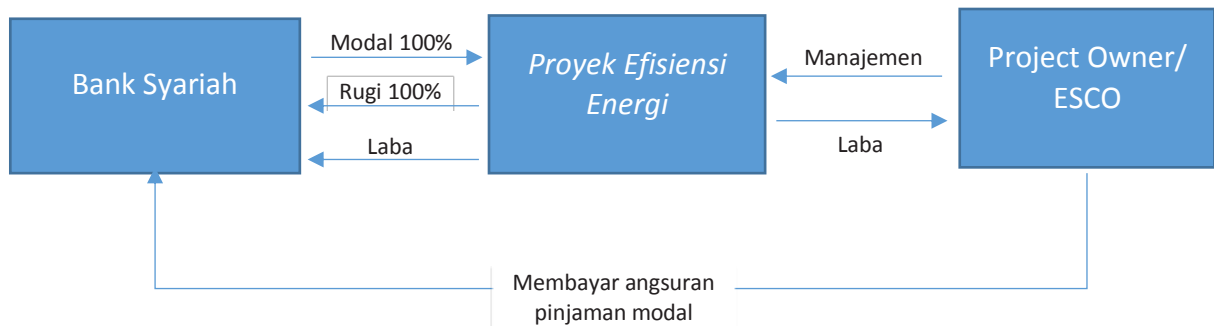 Bank Syariah
Modal 100%
Rugi 100%
Laba
Proyek Efisiensi
Energi
Manajemen
Laba
Project Owner/
ESCO
Membayar angsuran
pinjaman modal